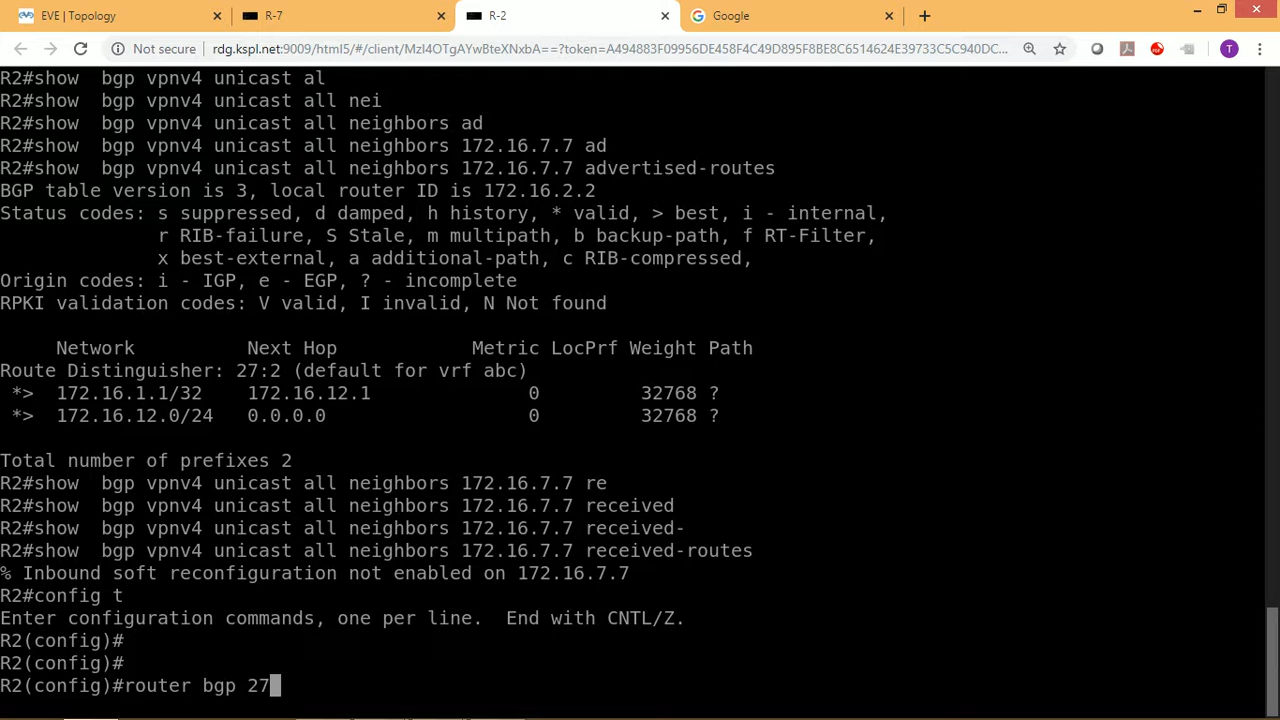 EVE | Topology
R-7
R-2
Google
Not secure
rdg.kspl.net:9009/html5/#/client/MzI4OTgAYwBteXNxbA==?token=A494883F09956DE458F4C49D895F8BE8C6514624E39733C5C940DC...
T
R2#show  bgp vpnv4 unicast al
R2#show  bgp vpnv4 unicast all nei
R2#show  bgp vpnv4 unicast all neighbors ad
R2#show  bgp vpnv4 unicast all neighbors 172.16.7.7 ad
R2#show  bgp vpnv4 unicast all neighbors 172.16.7.7 advertised-routes
BGP table version is 3, local router ID is 172.16.2.2
Status codes: s suppressed, d damped, h history, * valid, > best, i - internal,
              r RIB-failure, S Stale, m multipath, b backup-path, f RT-Filter,
              x best-external, a additional-path, c RIB-compressed,
Origin codes: i - IGP, e - EGP, ? - incomplete
RPKI validation codes: V valid, I invalid, N Not found
     Network          Next Hop            Metric LocPrf Weight Path
Route Distinguisher: 27:2 (default for vrf abc)
 *>  172.16.1.1/32    172.16.12.1              0         32768 ?
 *>  172.16.12.0/24   0.0.0.0                  0         32768 ?
Total number of prefixes 2
R2#show  bgp vpnv4 unicast all neighbors 172.16.7.7 re
R2#show  bgp vpnv4 unicast all neighbors 172.16.7.7 received
R2#show  bgp vpnv4 unicast all neighbors 172.16.7.7 received-
R2#show  bgp vpnv4 unicast all neighbors 172.16.7.7 received-routes
% Inbound soft reconfiguration not enabled on 172.16.7.7
R2#config t
Enter configuration commands, one per line.  End with CNTL/Z.
R2(config)#
R2(config)#
R2(config)#router bgp 27